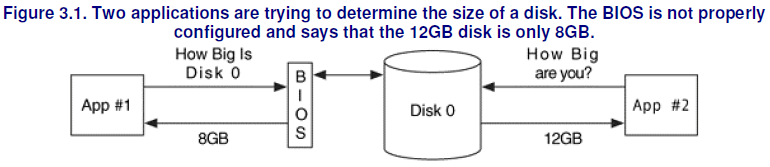 Figure 3.1. Two applications are trying to determine the size of a disk. The BIOS is not properly
configured and says that the 12GB disk is only 8GB.
How Big Is
Disk 0
How Big
are you?
App #1
B
I
O
S
Disk 0
App #2
8GB
12GB